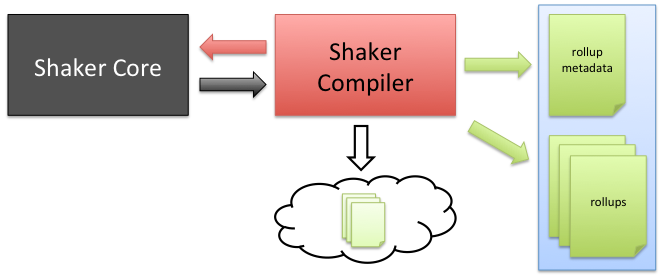 Shaker Core
Shaker
Compiler
rollup
metadata
rollups